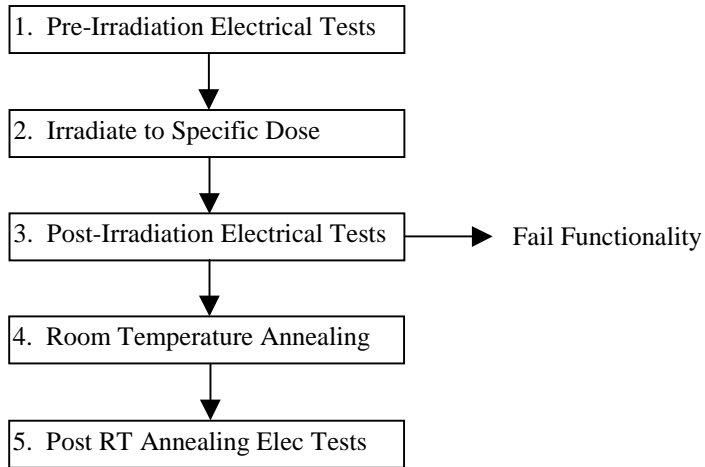 1. Pre-Irradiation Electrical Tests
2. Irradiate to Specific Dose
3. Post-Irradiation Electrical Tests
Fail Functionality
4. Room Temperature Annealing
5. Post RT Annealing Elec Tests